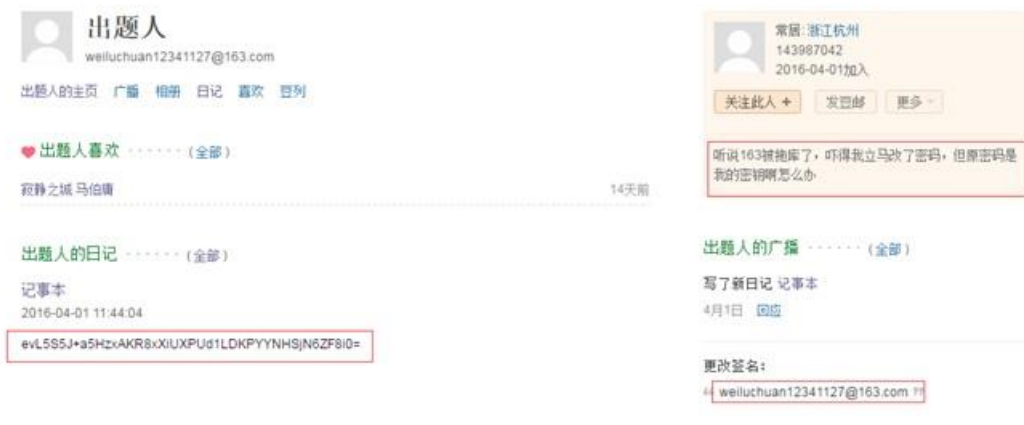 出题人
weiluchuan12341127@163.com
出题人的主页 广播 相册 日记 喜欢 豆列
出题人喜欢 · · · · · · (全部)
寂静之城 马伯庸 14天前
出题人的日记 · · · · · · (全部)
记事本
2016-04-01 11:44:04
evL5S5J+a5HzxAKR8xXiUXPUd1LDKPYYNHSjN6ZF8i0=
常居: 浙江杭州
143987042
2016-04-01加入
关注此人 + 发豆邮 更多
听说163被拖库了，吓得我立马改了密码，但原密码是
我的密钥啊怎么办
出题人的广播 · · · · · · (全部)
写了新日记 记事本
4月1日 回应
更改签名：
“ weiluchuan12341127@163.com ”